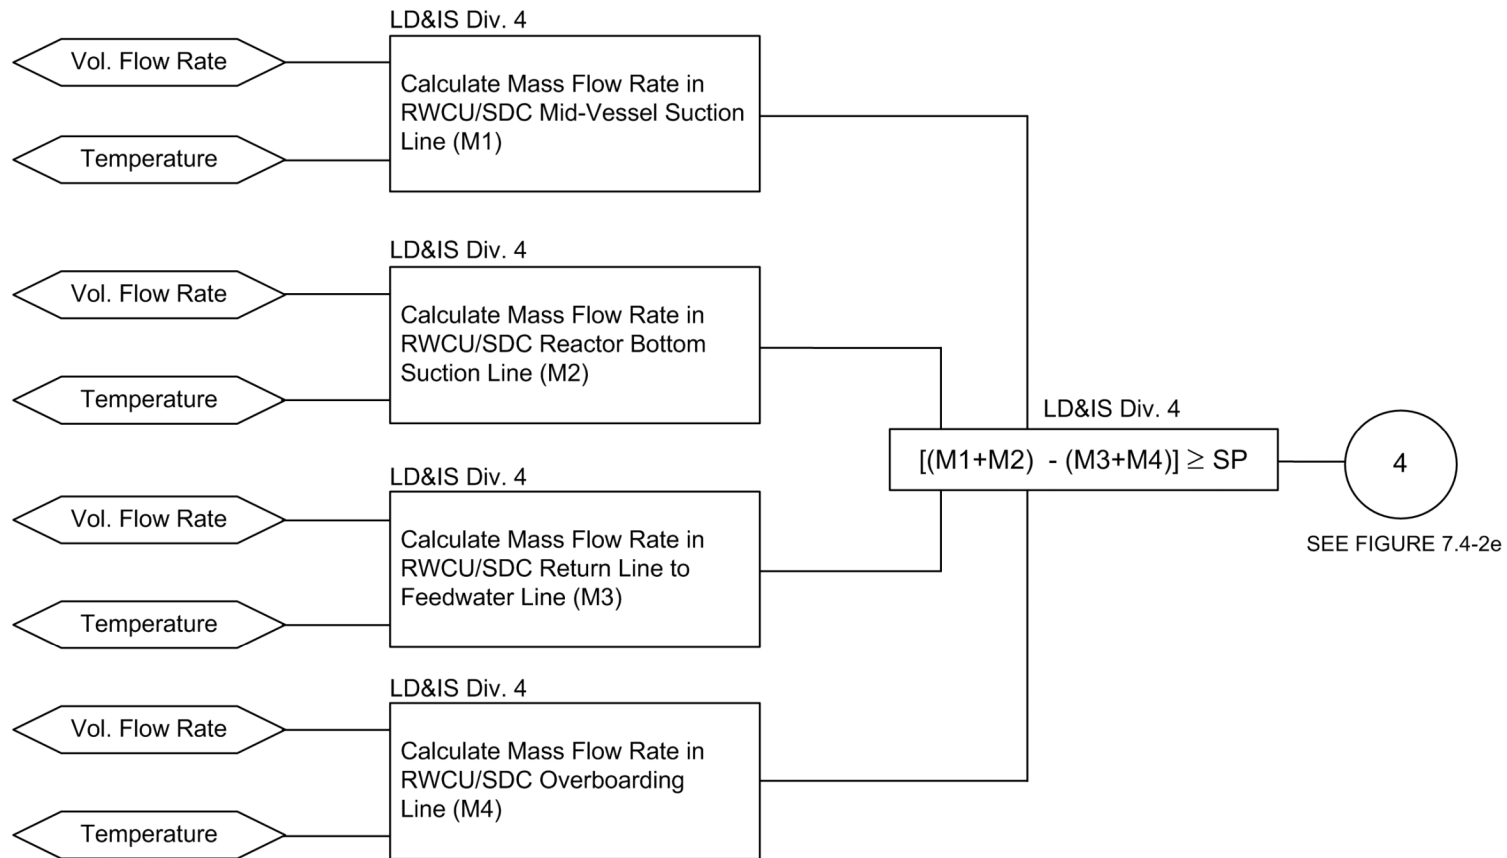 LD&IS Div. 4
Vol. Flow Rate
Temperature
Calculate Mass Flow Rate in
RWCU/SDC Mid-Vessel Suction
Line (M1)
LD&IS Div. 4
Vol. Flow Rate
Temperature
Calculate Mass Flow Rate in
RWCU/SDC Reactor Bottom
Suction Line (M2)
LD&IS Div. 4
Vol. Flow Rate
Temperature
Calculate Mass Flow Rate in
RWCU/SDC Return Line to
Feedwater Line (M3)
LD&IS Div. 4
Vol. Flow Rate
Temperature
Calculate Mass Flow Rate in
RWCU/SDC Overboarding
Line (M4)
LD&IS Div. 4
[(M1+M2) - (M3+M4)] ≥ SP
4
SEE FIGURE 7.4-2e